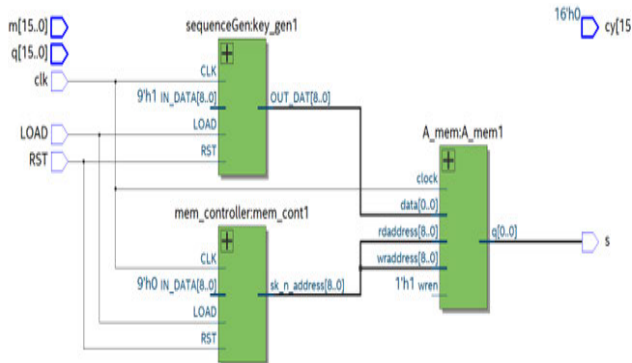 m[15..0]
q[15..0]
clk
LOAD
RST
sequenceGen:key_gen1
CLK
9'h1 IN_DATA[8..0]
LOAD
RST
OUT_DAT[8..0]
mem_controller:mem_cont1
CLK
9'h0 IN_DATA[8..0]
LOAD
RST
sk_n_address[8..0]
A_mem:A_mem1
clock
data[0..0]
rdaddress[8..0]
wraddress[8..0]
1'h1 wren
q[0..0]
s
16'h0
cy[15